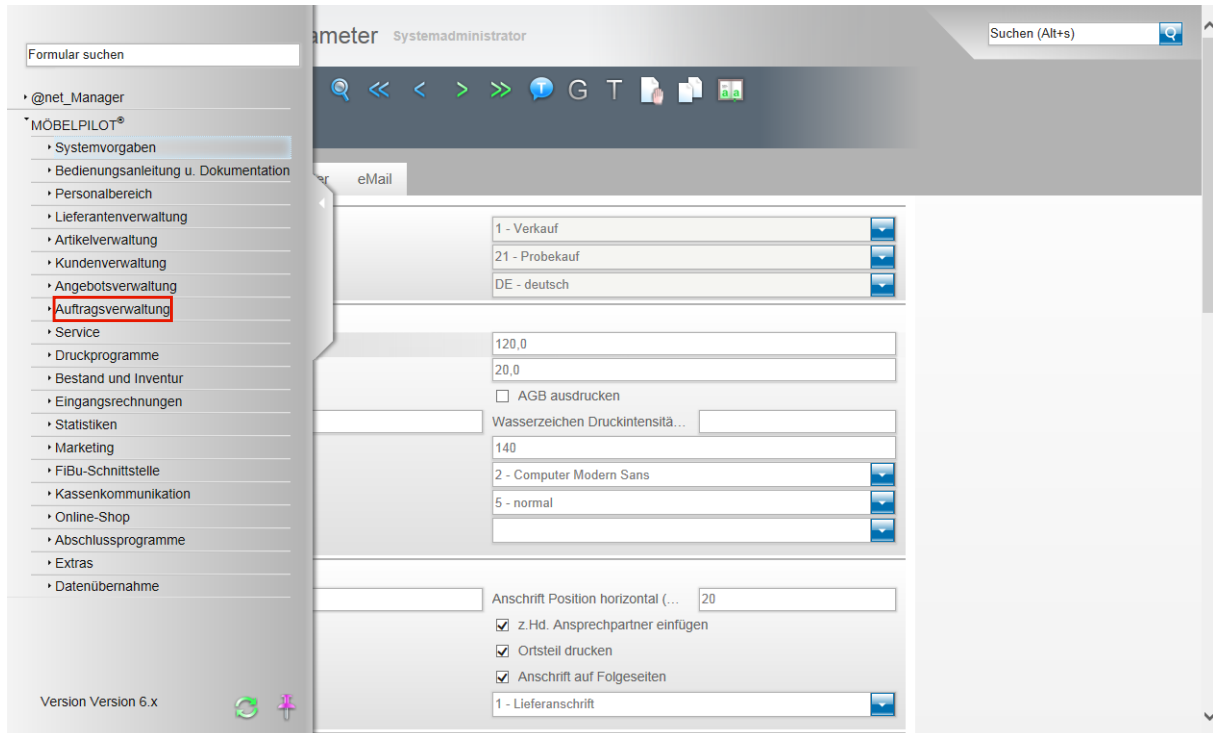 ameter Systemadministrator
Suchen (Alt+s)
Formular suchen
@net_Manager
MÖBELPILOT®
Systemvorgaben
Bedienungsanleitung u. Dokumentation
Personalbereich
Lieferantenverwaltung
Artikelverwaltung
Kundenverwaltung
Angebotsverwaltung
Auftragsverwaltung
Service
Druckprogramme
Bestand und Inventur
Eingangsrechnungen
Statistiken
Marketing
FiBu-Schnittstelle
Kassenkommunikation
Online-Shop
Abschlussprogramme
Extras
Datenübernahme
Version Version 6.x
T G T a a
er eMail
1 - Verkauf
21 - Probekauf
DE - deutsch
120,0
20,0
AGB ausdrucken
Wasserzeichen Druckintensitä...
140
2 - Computer Modern Sans
5 - normal
Anschrift Position horizontal (... 20
z.Hd. Ansprechpartner einfügen
Ortsteil drucken
Anschrift auf Folgeseiten
1 - Lieferanschrift